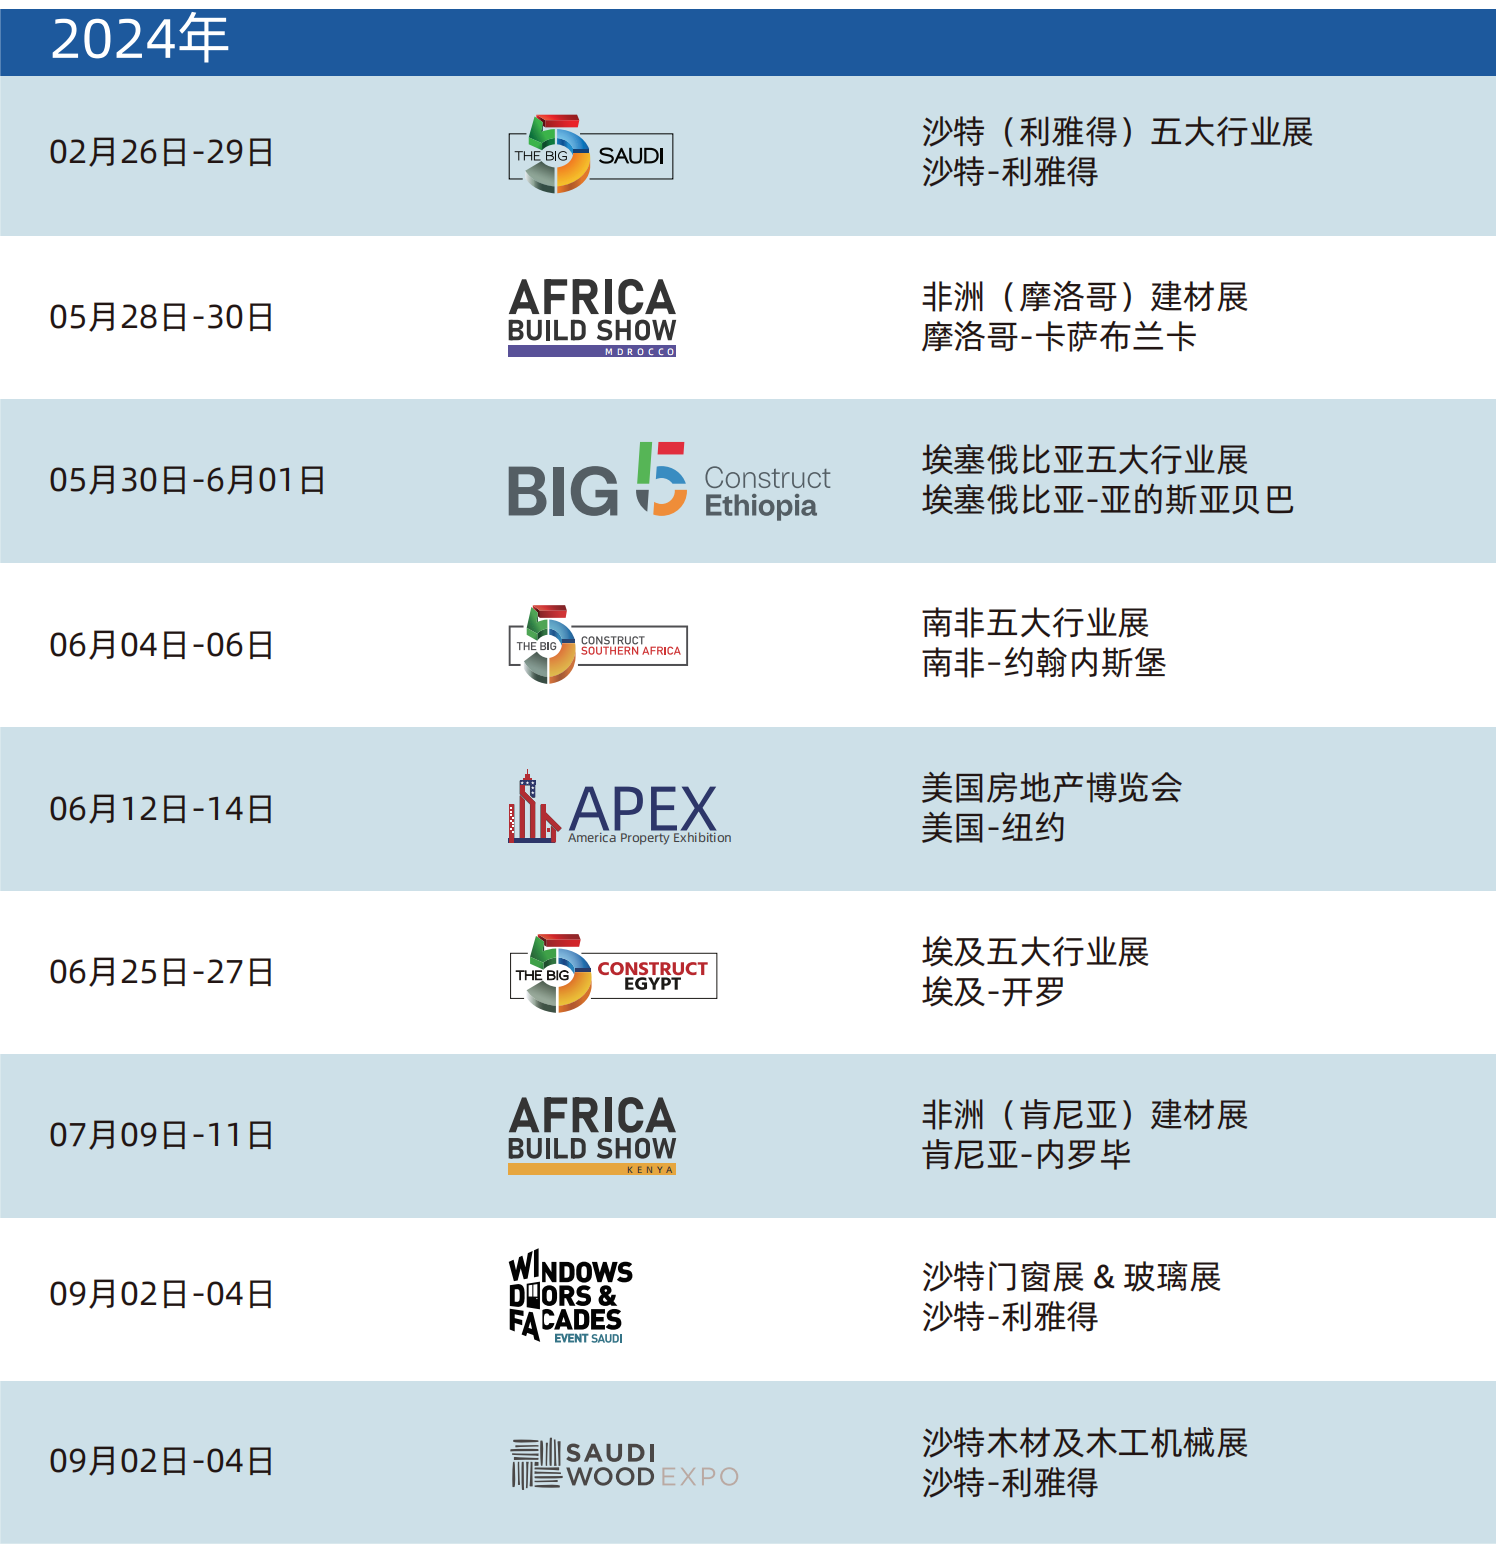 2024年
02月26日-29日
THE BIG 5 SAUDI
沙特（利雅得）五大行业展
沙特-利雅得
05月28日-30日
AFRICA
BUILD SHOW
MDROCCO
非洲（摩洛哥）建材展
摩洛哥-卡萨布兰卡
05月30日-6月01日
BIG 5 Construct
Ethiopia
埃塞俄比亚五大行业展
埃塞俄比亚-亚的斯亚贝巴
06月04日-06日
THE BIG 5 CONSTRUCT
SOUTHERN AFRICA
南非五大行业展
南非-约翰内斯堡
06月12日-14日
APEX
America Property Exhibition
美国房地产博览会
美国-纽约
06月25日-27日
THE BIG 5 CONSTRUCT
EGYPT
埃及五大行业展
埃及-开罗
07月09日-11日
AFRICA
BUILD SHOW
KENYA
非洲（肯尼亚）建材展
肯尼亚-内罗毕
09月02日-04日
WINDOWS
DOORS &
FACADES
EVENT SAUDI
沙特门窗展 & 玻璃展
沙特-利雅得
09月02日-04日
SAUDI
WOOD EXPO
沙特木材及木工机械展
沙特-利雅得